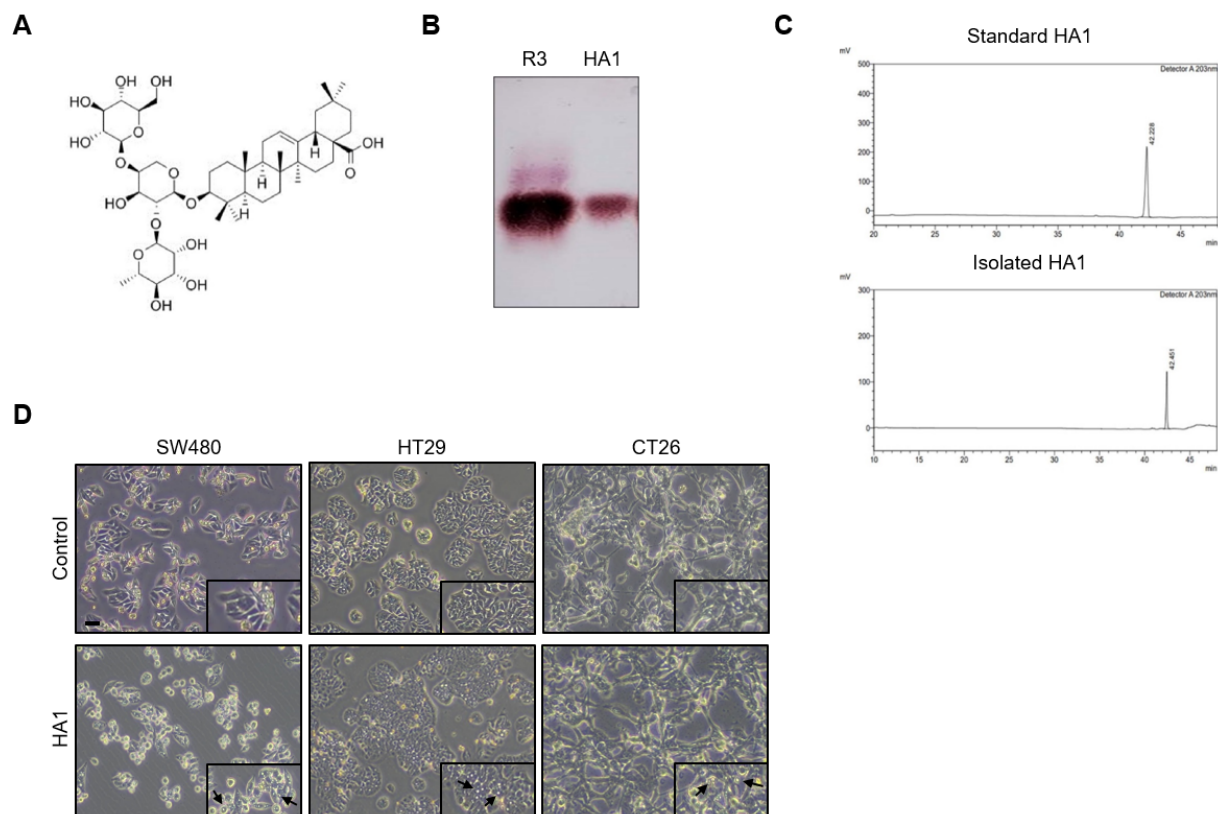 A
OH
OH
HO
O
HO
O
O
O
HO
O
O
O
OH
O
OH
OH
OH
H
H
H
OH
O
B
R3 HA1
C
Standard HA1
mV
Detector A 203nm
500
400
300
200
100
0
42.228
20 25 30 35 40 45
min
Isolated HA1
mV
Detector A 203nm
300
200
100
0
42.451
10 15 20 25 30 35 40 45
min
D
SW480 HT29 CT26
Control
HA1